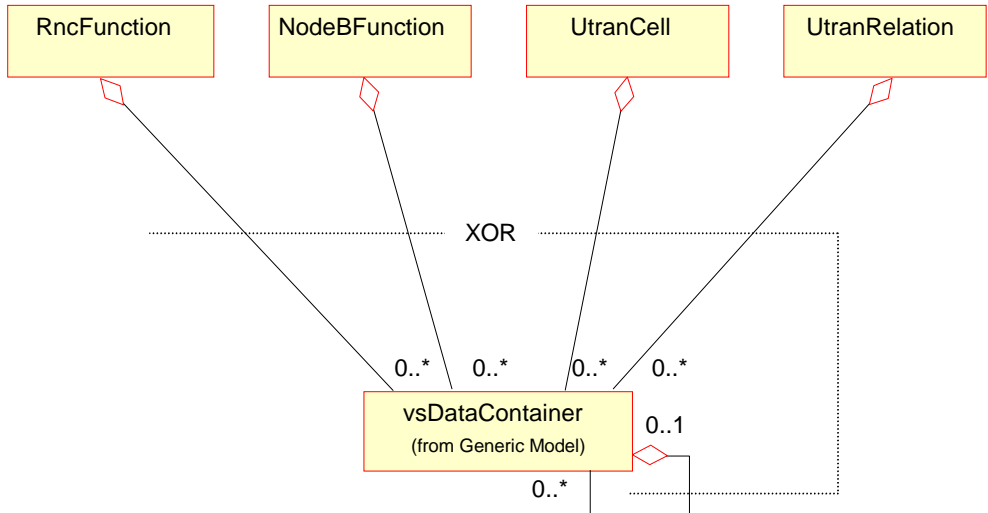 RncFunction
NodeBFunction
UtranCell
UtranRelation
XOR
0..*
0..*
0..*
0..*
vsDataContainer
(from Generic Model)
0..1
0..*